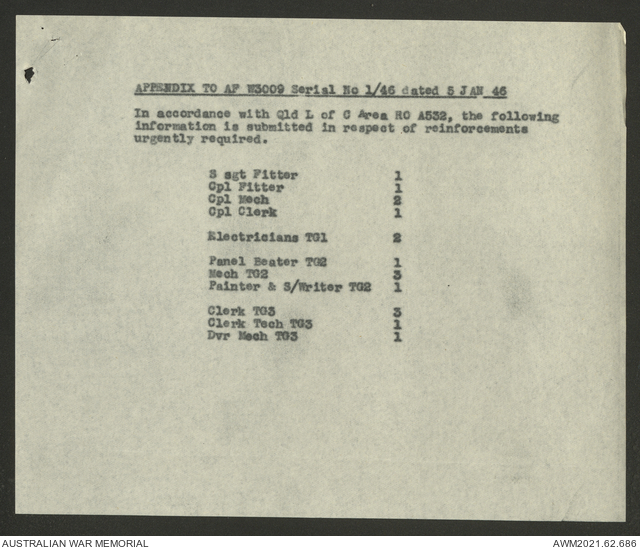 APPENDIX TO AF W3009 Serial No 1/46 dated 5 JAN 46
In accordance with Qld L of C Area RO A532, the following
information is submitted in respect of reinforcements
urgently required.
S sgt Fitter 1
Cpl Fitter 1
Cpl Mech 2
Cpl Clerk 1
Electricians TG1 2
Panel Beater TG2 1
Mech TG2 3
Painter & S/Writer TG2 1
Clerk TG3 3
Clerk Tech TG3 1
Dvr Mech TG3 1
AUSTRALIAN WAR MEMORIAL AWM2021.62.686